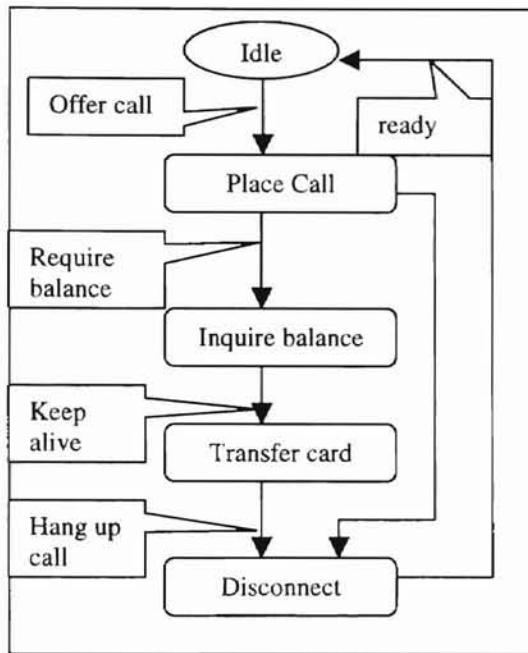 Idle
Offer call
ready
Place Call
Require
balance
Inquire balance
Keep
alive
Transfer card
Hang up
call
Disconnect